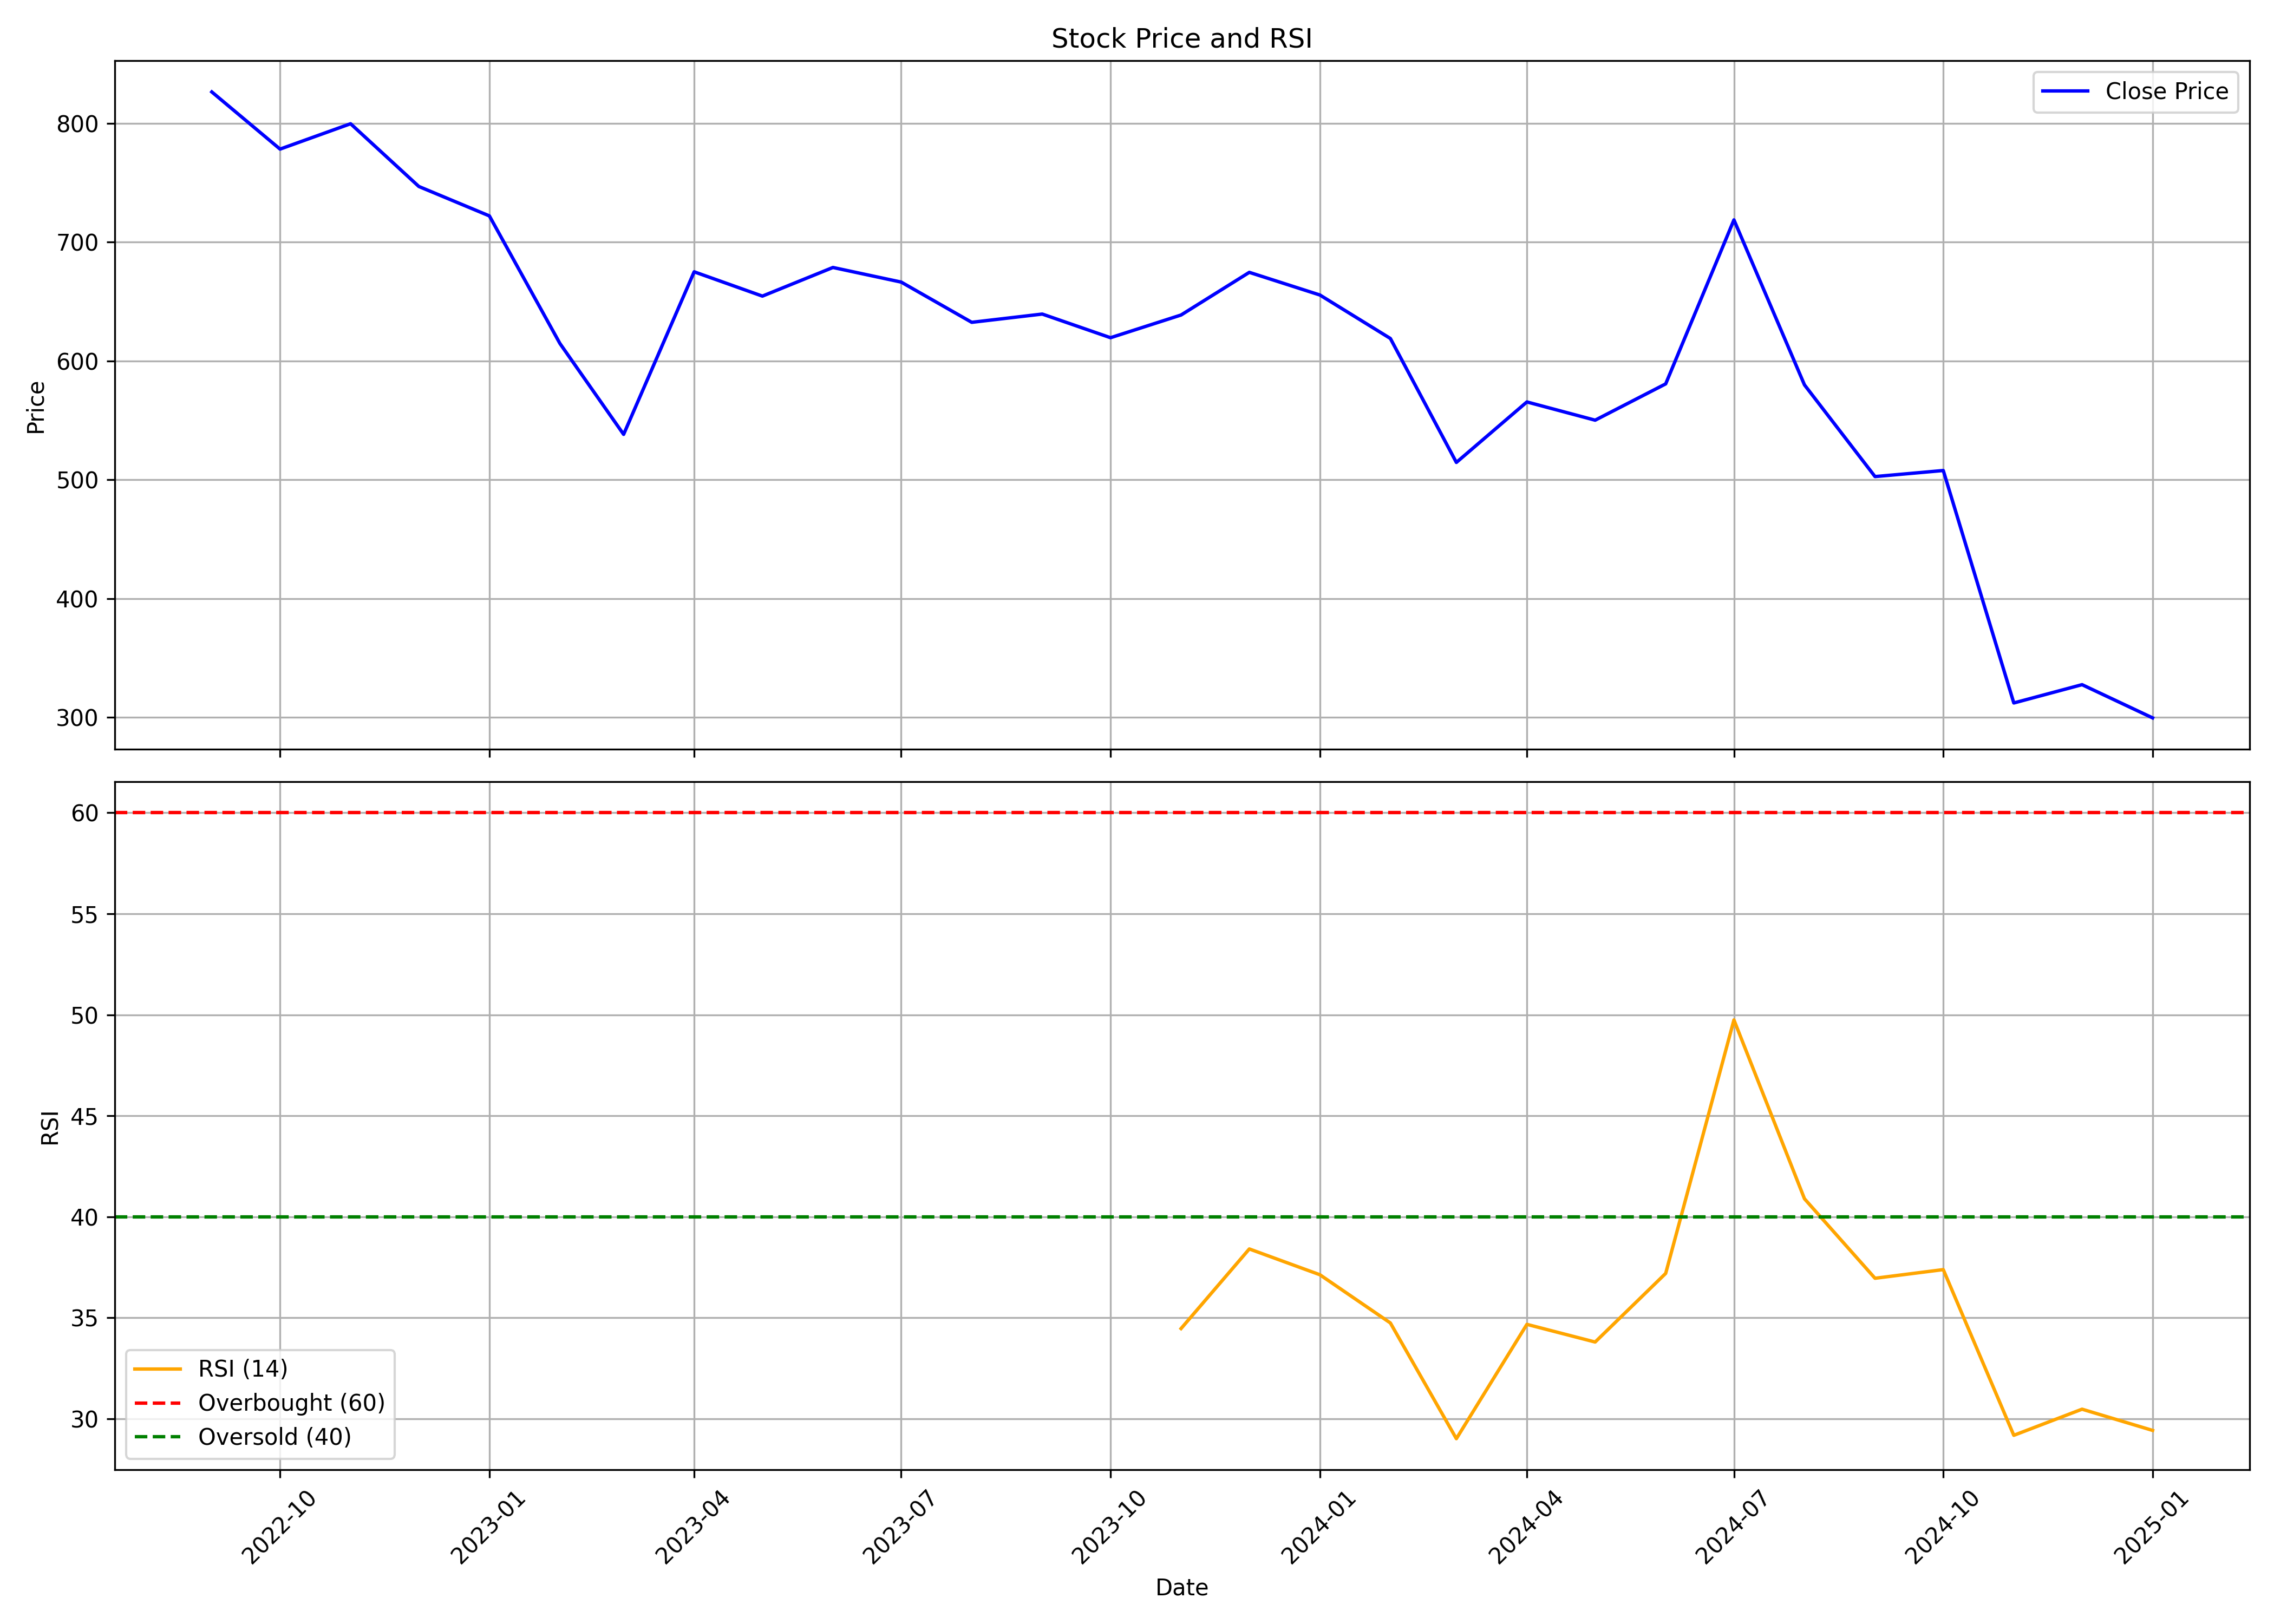 Stock Price and RSI
Close Price
800
700
600
500
400
300
Price
60
55
50
45
40
35
30
RSI
RSI (14)
Overbought (60)
Oversold (40)
2022-10
2023-01
2023-04
2023-07
2023-10
2024-01
2024-04
2024-07
2024-10
2025-01
Date